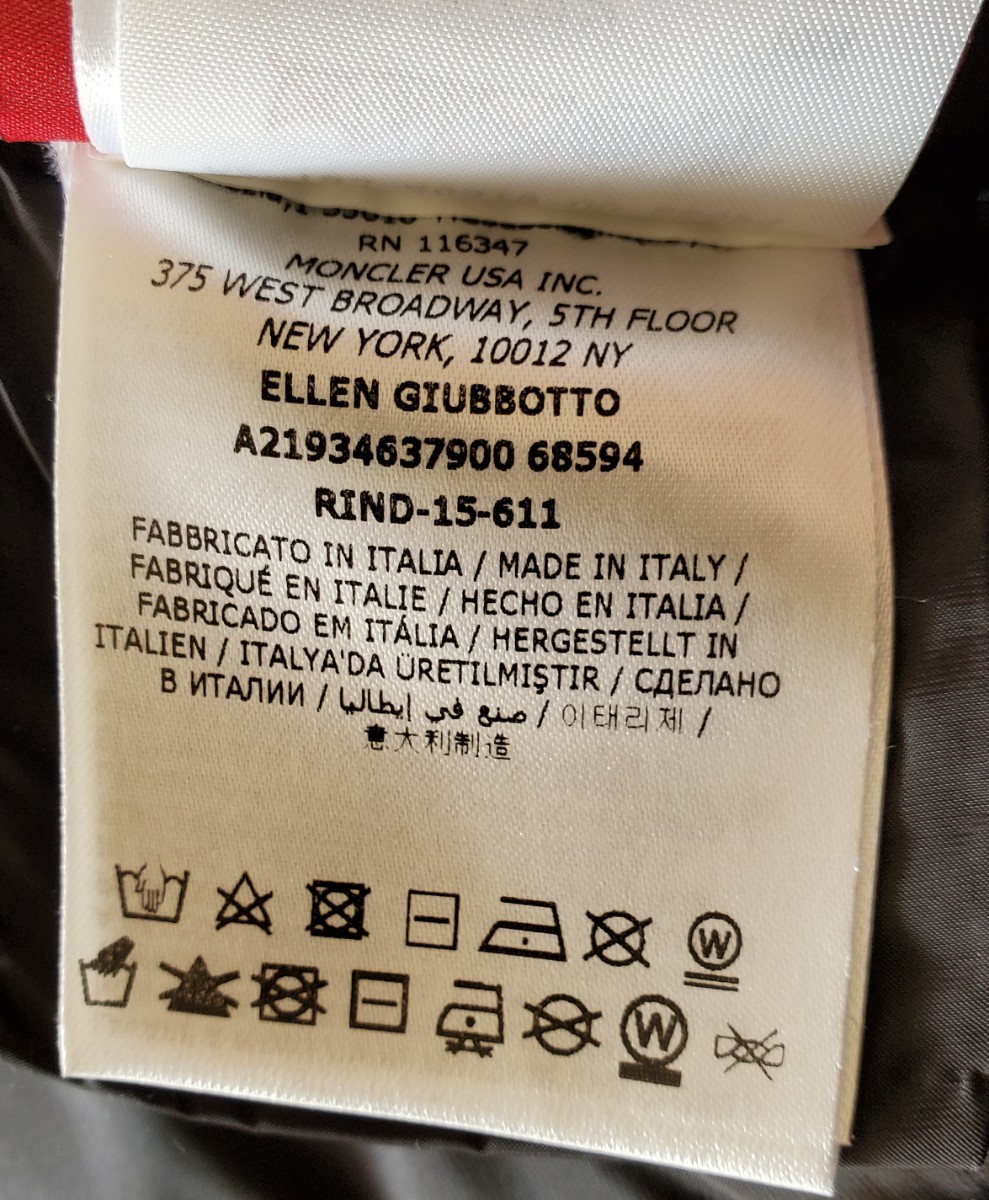 RN 116347
MONCLER USA INC.
375 WEST BROADWAY, 5TH FLOOR
NEW YORK, 10012 NY
ELLEN GIUBBOTTO
A21934637900 68594
RIND-15-611
FABBRICATO IN ITALIA / MADE IN ITALY /
FABRIQUÉ EN ITALIE / HECHO EN ITALIA /
FABRICADO EM ITÁLIA / HERGESTELLT IN
ITALIEN / ITALYA'DA ÜRETILMIŞTIR / СДЕЛАНО
В ИТАЛИИ / صنع في إيطاليا / 이태리제 /
意大利制造
W
W